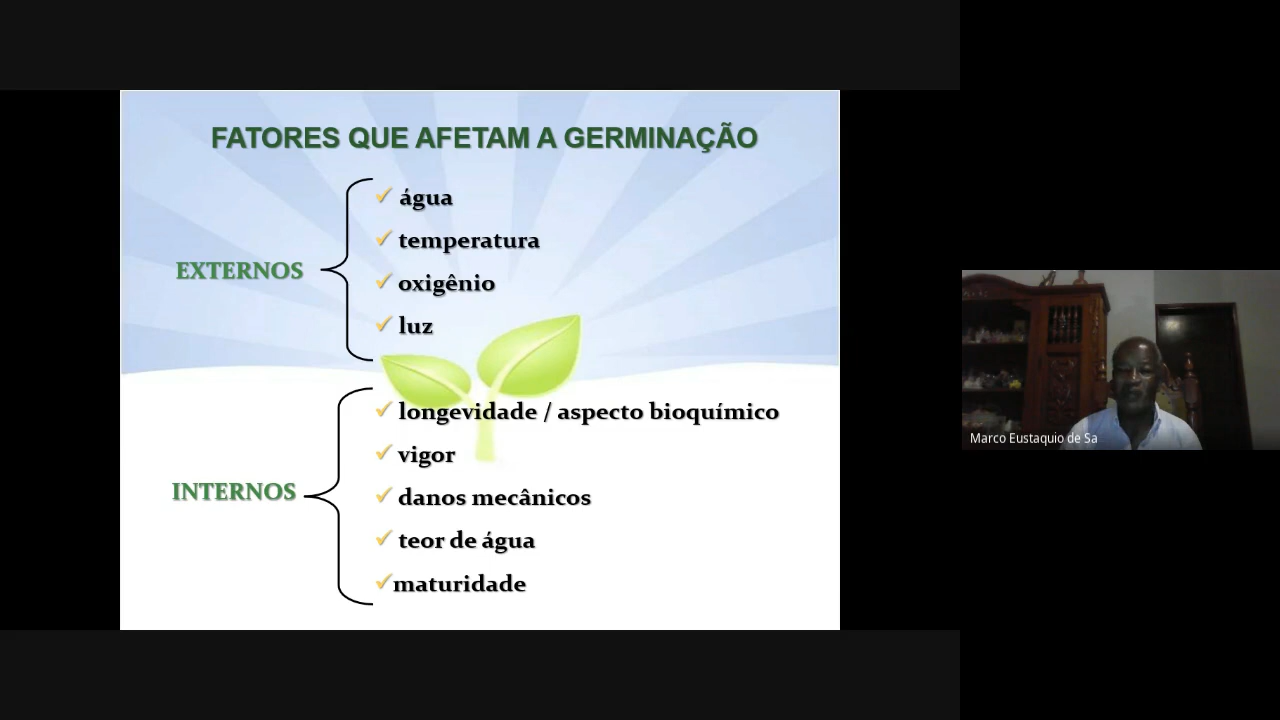 FATORES QUE AFETAM A GERMINAÇÃO
EXTERNOS
água
temperatura
oxigênio
luz
INTERNOS
longevidade / aspecto bioquímico
vigor
danos mecânicos
teor de água
maturidade
Marco Eustaquio de Sa